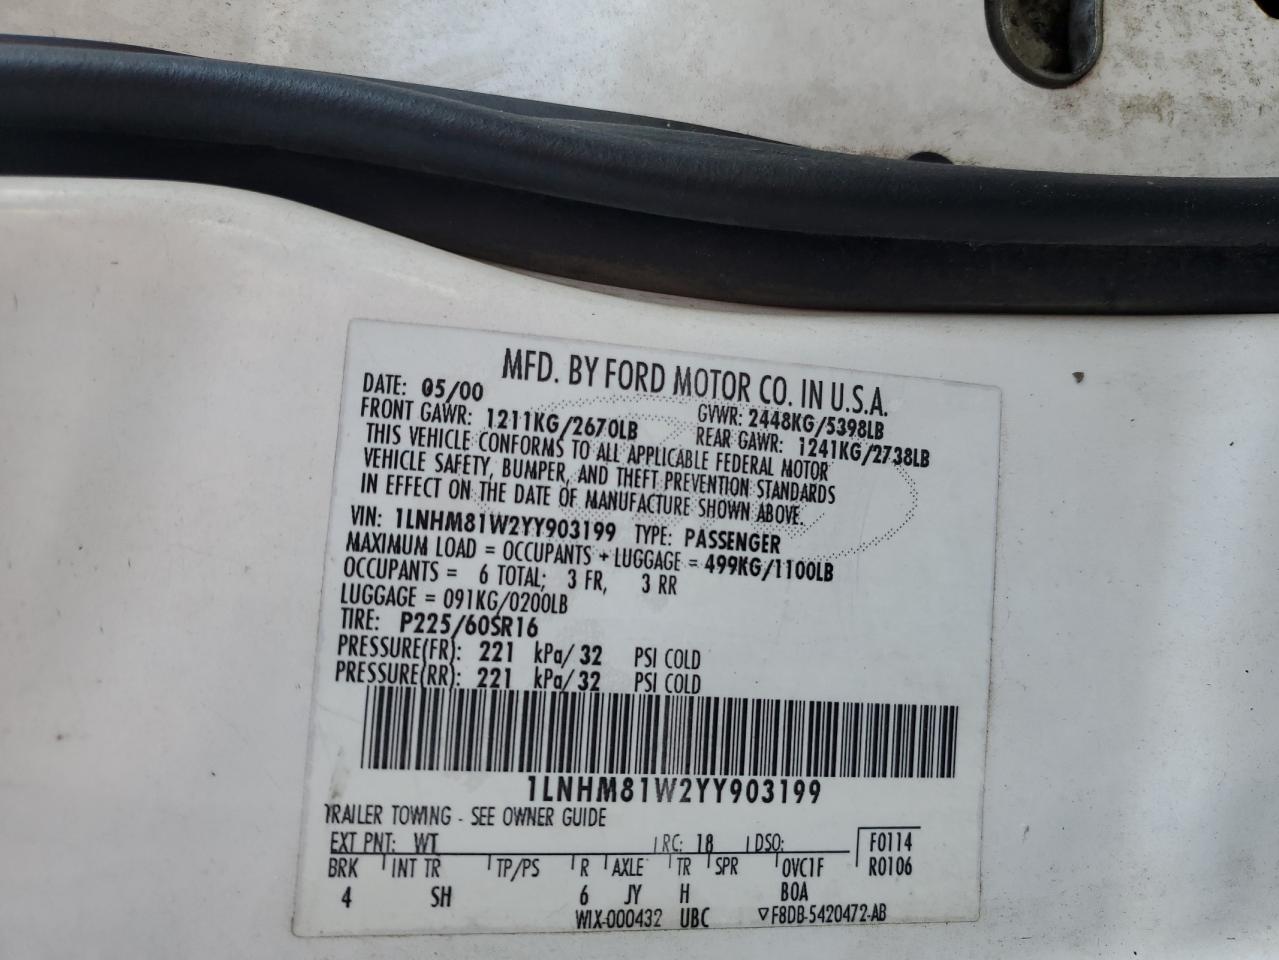 MFD. BY FORD MOTOR CO. IN U.S.A.
DATE: 05/00 GVWR: 2448KG/5398LB
FRONT GAWR: 1211KG/2670LB REAR GAWR: 1241KG/2738LB
THIS VEHICLE CONFORMS TO ALL APPLICABLE FEDERAL MOTOR
VEHICLE SAFETY, BUMPER, AND THEFT PREVENTION STANDARDS
IN EFFECT ON THE DATE OF MANUFACTURE SHOWN ABOVE.
VIN: 1LNHM81W2YY903199 TYPE: PASSENGER
MAXIMUM LOAD = OCCUPANTS + LUGGAGE = 499KG/1100LB
OCCUPANTS = 6 TOTAL; 3 FR, 3 RR
LUGGAGE = 091KG/0200LB
TIRE: P225/60SR16
PRESSURE(FR): 221 kPa/32 PSI COLD
PRESSURE(RR): 221 kPa/32 PSI COLD
1LNHM81W2YY903199
TRAILER TOWING - SEE OWNER GUIDE
EXT PNT: WT RC: 18 DSO: F0114
BRK INT TR TP/PS R AXLE TR SPR OVC1F R0106
4 SH 6 JY H BOA
WIX-000432 UBC ▽F8DB-5420472-AB